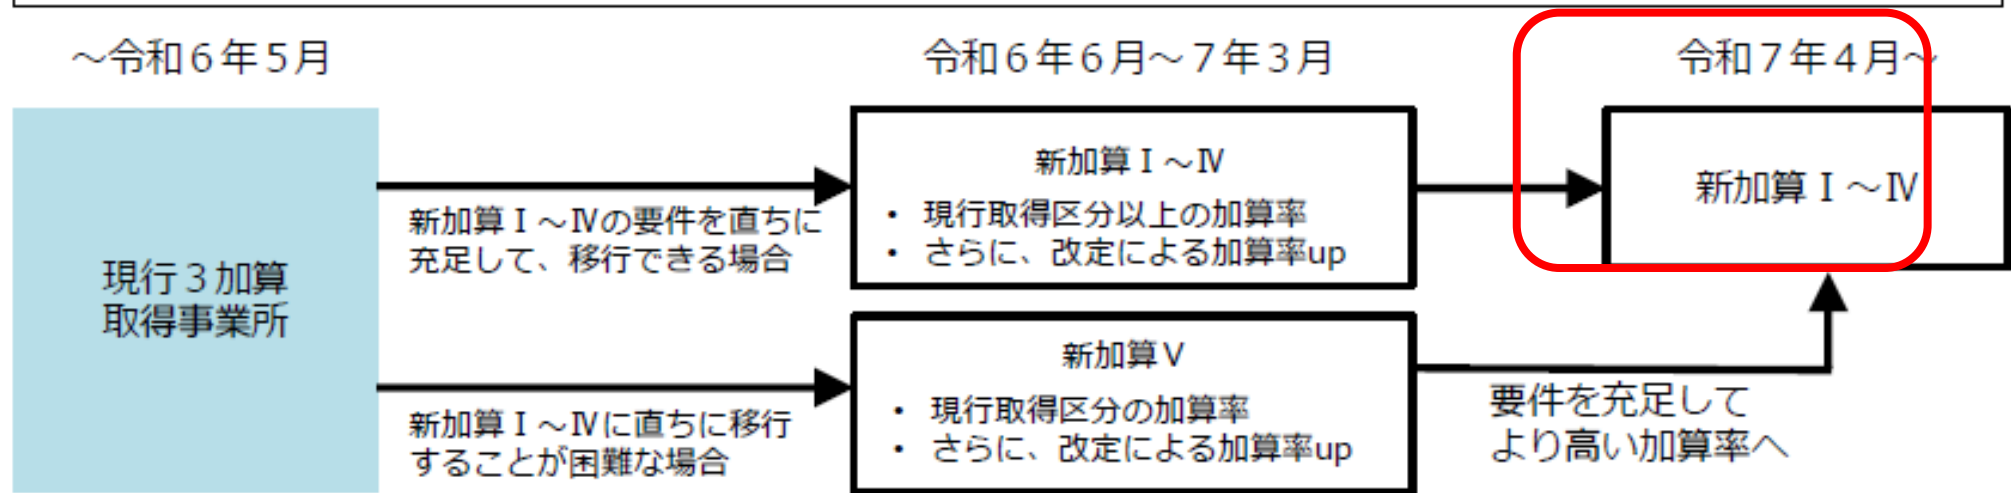 ～令和６年５月
令和６年６月～７年３月
令和７年４月～
現行３加算
取得事業所
新加算Ⅰ～Ⅳの要件を直ちに
充足して、移行できる場合
新加算Ⅰ～Ⅳ
• 現行取得区分以上の加算率
• さらに、改定による加算率up
新加算Ⅰ～Ⅳ
新加算Ⅰ～Ⅳに直ちに移行
することが困難な場合
新加算Ⅴ
• 現行取得区分の加算率
• さらに、改定による加算率up
要件を充足して
より高い加算率へ